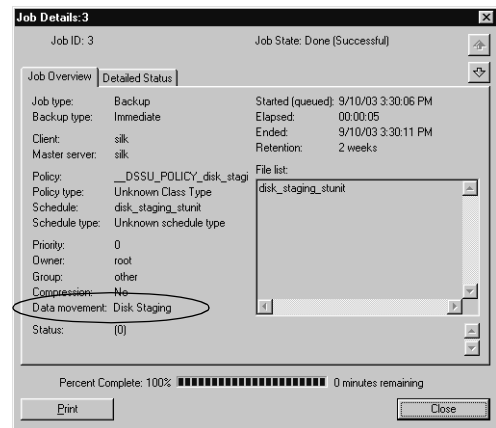 Job Details:3
Job ID: 3 Job State: Done (Successful)
Job Overview Detailed Status
Job type: Backup Started (queued): 9/10/03 3:30:06 PM
Backup type: Immediate Elapsed: 00:00:05
Ended: 9/10/03 3:30:11 PM
Client: silk Retention: 2 weeks
Master server: silk
Policy: __DSSU_POLICY_disk_stagi File list:
Policy type: Unknown Class Type disk_staging_stunit
Schedule: disk_staging_stunit
Schedule type: Unknown schedule type
Priority: 0
Owner: root
Group: other
Compression: No
Data movement: Disk Staging
Status: (0)
Percent Complete: 100% 0 minutes remaining
Print Close